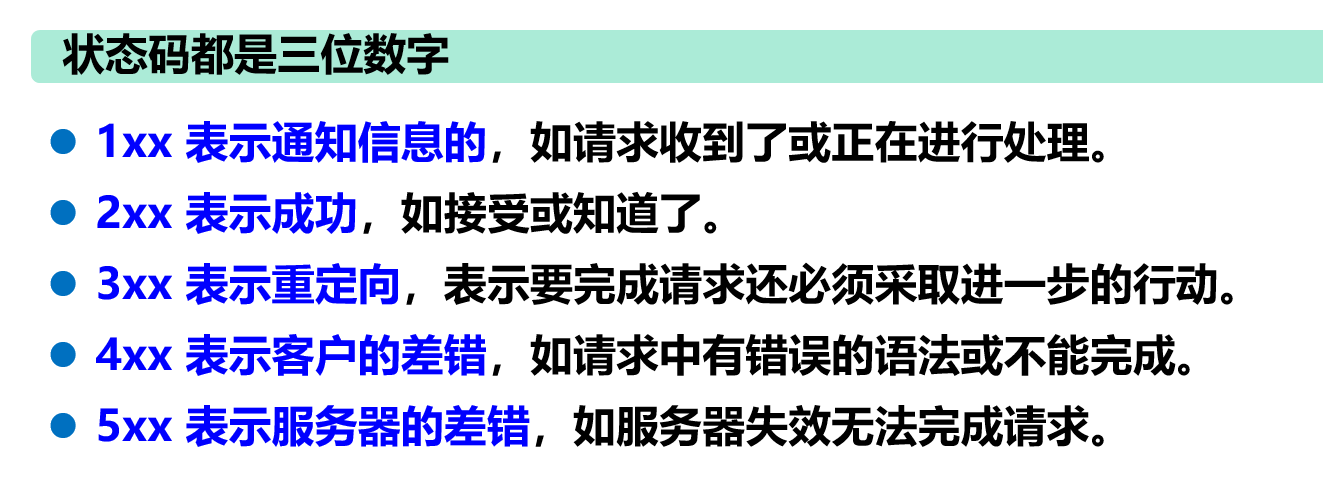 状态码都是三位数字
● 1xx 表示通知信息的，如请求收到了或正在进行处理。
● 2xx 表示成功，如接受或知道了。
● 3xx 表示重定向，表示要完成请求还必须采取进一步的行动。
● 4xx 表示客户的差错，如请求中有错误的语法或不能完成。
● 5xx 表示服务器的差错，如服务器失效无法完成请求。